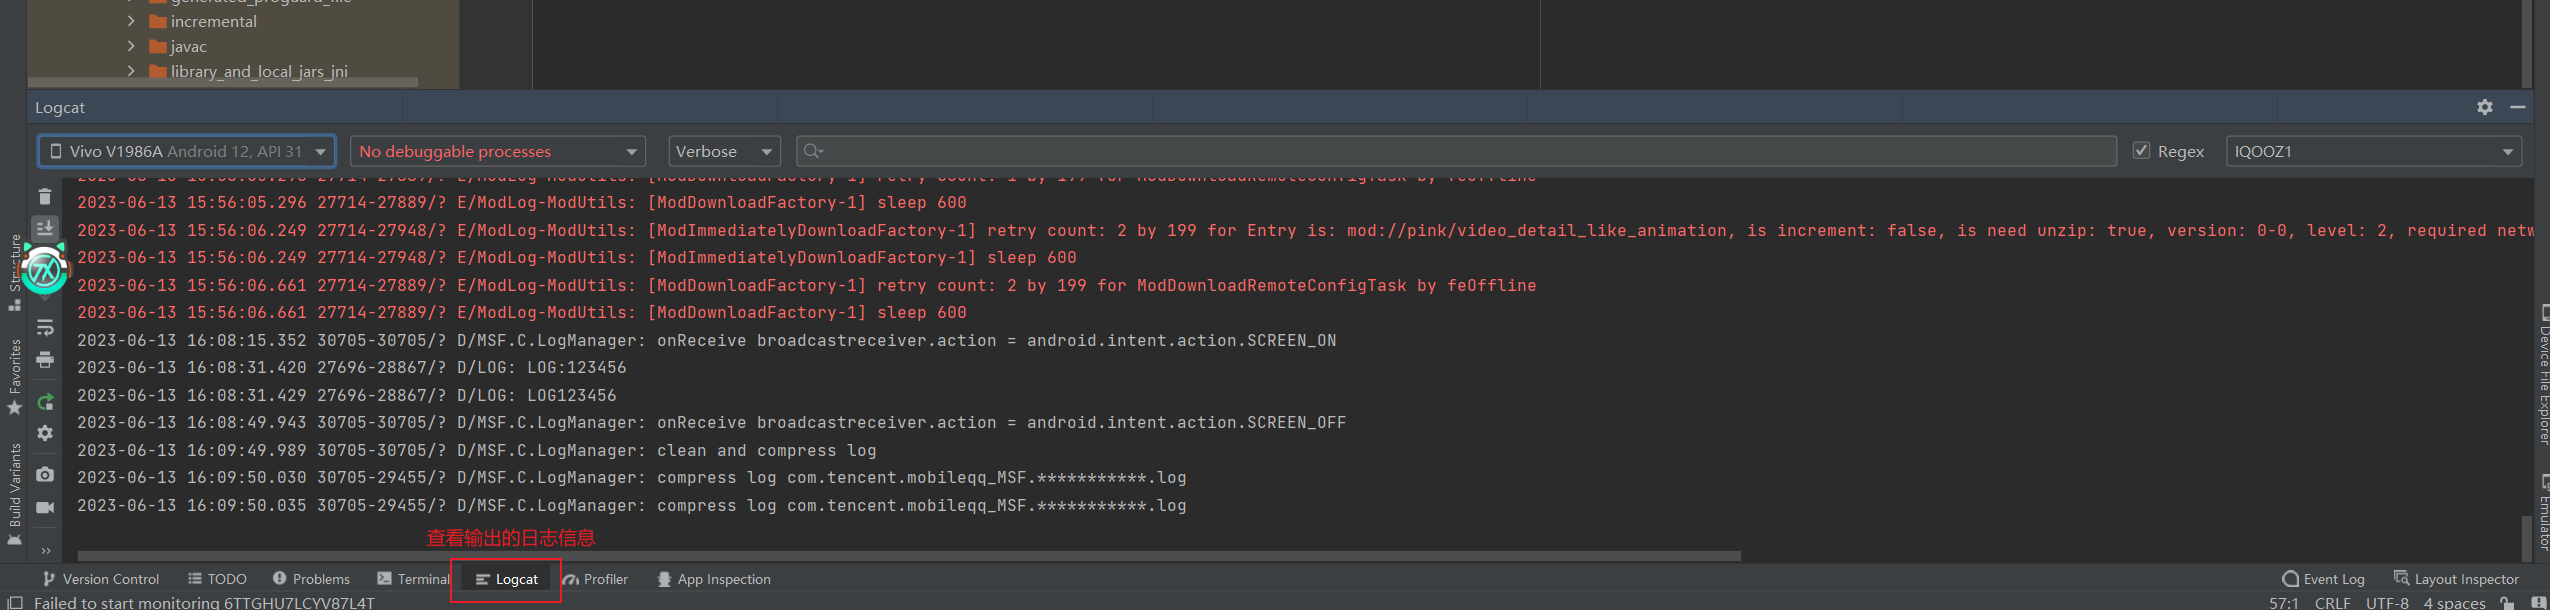 generated_proguard_file
incremental
javac
library_and_local_jars_jni
Logcat
Vivo V1986A Android 12, API 31
No debuggable processes
Verbose
Regex
IQOOZ1
2023-06-13 15:56:05.296 27714-27889/? E/ModLog-ModUtils: [ModDownloadFactory-1] sleep 600
2023-06-13 15:56:06.249 27714-27948/? E/ModLog-ModUtils: [ModImmediatelyDownloadFactory-1] retry count: 2 by 199 for Entry is: mod://pink/video_detail_like_animation, is increment: false, is need unzip: true, version: 0-0, level: 2, required netw
2023-06-13 15:56:06.249 27714-27948/? E/ModLog-ModUtils: [ModImmediatelyDownloadFactory-1] sleep 600
2023-06-13 15:56:06.661 27714-27889/? E/ModLog-ModUtils: [ModDownloadFactory-1] retry count: 2 by 199 for ModDownloadRemoteConfigTask by feOffline
2023-06-13 15:56:06.661 27714-27889/? E/ModLog-ModUtils: [ModDownloadFactory-1] sleep 600
2023-06-13 16:08:15.352 30705-30705/? D/MSF.C.LogManager: onReceive broadcastreceiver.action = android.intent.action.SCREEN_ON
2023-06-13 16:08:31.420 27696-28867/? D/LOG: LOG:123456
2023-06-13 16:08:31.429 27696-28867/? D/LOG: LOG123456
2023-06-13 16:08:49.943 30705-30705/? D/MSF.C.LogManager: onReceive broadcastreceiver.action = android.intent.action.SCREEN_OFF
2023-06-13 16:09:49.989 30705-30705/? D/MSF.C.LogManager: clean and compress log
2023-06-13 16:09:50.030 30705-29455/? D/MSF.C.LogManager: compress log com.tencent.mobileqq_MSF.***********.log
2023-06-13 16:09:50.035 30705-29455/? D/MSF.C.LogManager: compress log com.tencent.mobileqq_MSF.***********.log
查看输出的日志信息
Structure
Favorites
Build Variants
Device File Explorer
Emulator
Version Control
TODO
Problems
Terminal
Logcat
Profiler
App Inspection
Event Log
Layout Inspector
Failed to start monitoring 6TTGHU7LCYV87L4T
57:1 CRLF UTF-8 4 spaces